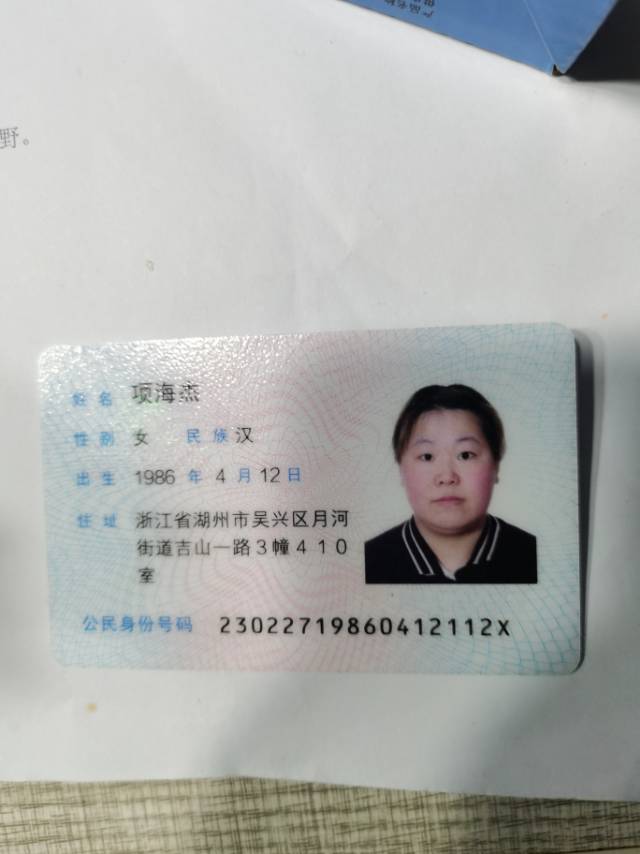 野。
姓名 项海杰
性别 女 民族 汉
出生 1986 年 4 月 12 日
住址 浙江省湖州市吴兴区月河
街道吉山一路3幢410
室
公民身份号码 23022719860412112X